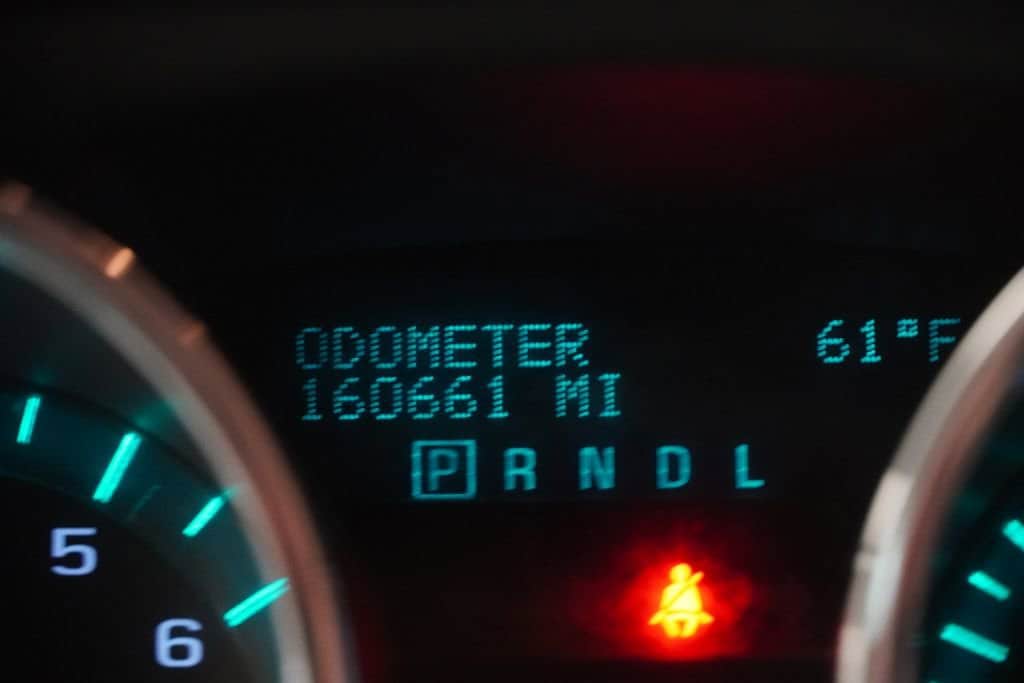 ODOMETER 61°F
160661 MI
P R N D L
5
6